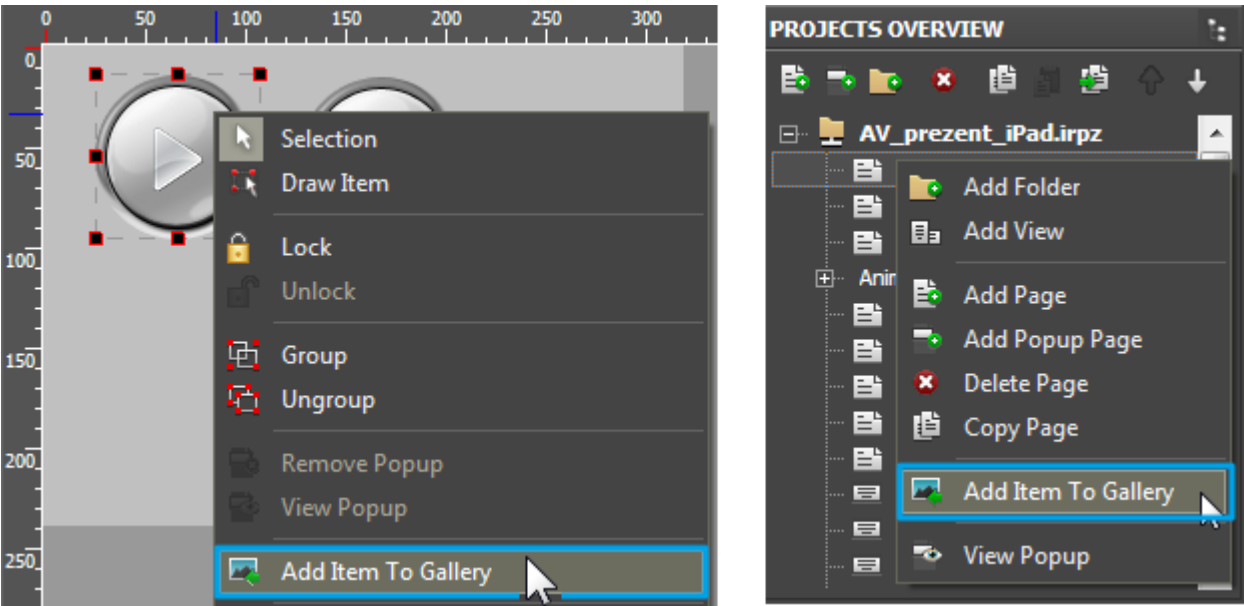 0 50 100 150 200 250 300
0
50
100
150
200
250
Selection
Draw Item
Lock
Unlock
Group
Ungroup
Remove Popup
View Popup
Add Item To Gallery
PROJECTS OVERVIEW
AV_prezent_iPad.irpz
Anin
Add Folder
Add View
Add Page
Add Popup Page
Delete Page
Copy Page
Add Item To Gallery
View Popup